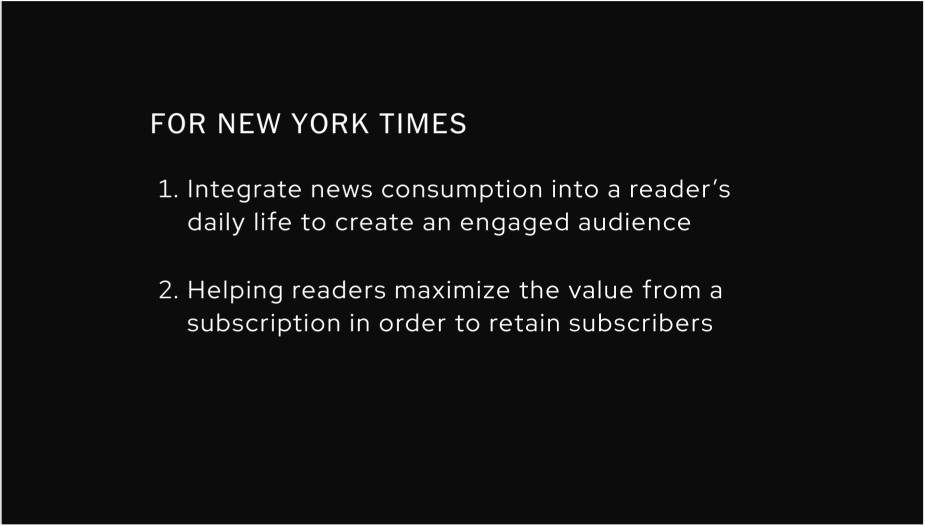 FOR NEW YORK TIMES
1. Integrate news consumption into a reader’s
daily life to create an engaged audience
2. Helping readers maximize the value from a
subscription in order to retain subscribers